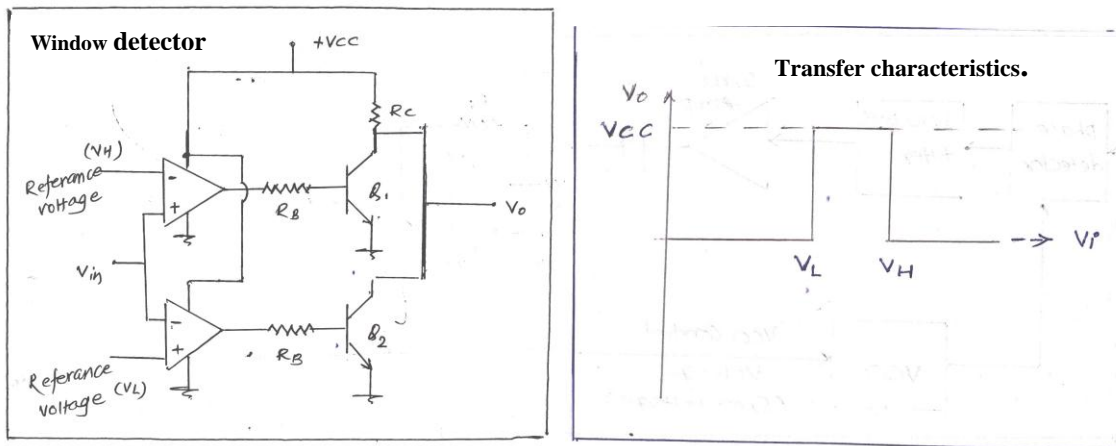 Window detector
+Vcc
Rc
(VH)
Referance
voltage
-
+
RB
Q1
Vo
Vin
-
+
RB
Q2
Referance
voltage (VL)
Transfer characteristics.
Vo
Vcc
VL
VH
Vi